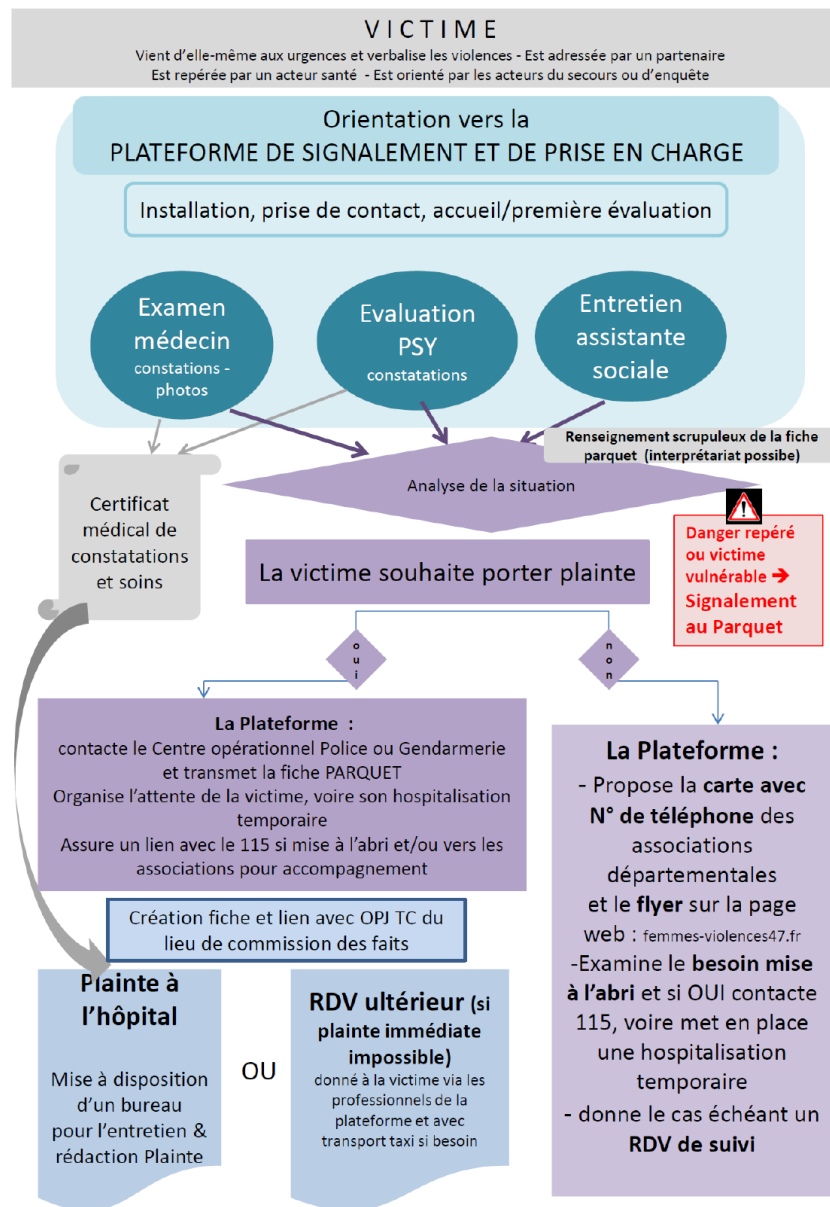 VICTIME
Vient d'elle-même aux urgences et verbalise les violences - Est adressée par un partenaire
Est repérée par un acteur santé - Est orienté par les acteurs du secours ou d'enquête
Orientation vers la
PLATEFORME DE SIGNALEMENT ET DE PRISE EN CHARGE
Installation, prise de contact, accueil/première évaluation
Examen
médecin
constations -
photos
Evaluation
PSY
constatations
Entretien
assistante
sociale
Renseignement scrupuleux de la fiche
parquet (interprétariat possibe)
Analyse de la situation
Certificat
médical de
constatations
et soins
Danger repéré
ou victime
vulnérable ➔
Signalement
au Parquet
La victime souhaite porter plainte
oui
non
La Plateforme :
contacte le Centre opérationnel Police ou Gendarmerie
et transmet la fiche PARQUET
Organise l'attente de la victime, voire son hospitalisation
temporaire
Assure un lien avec le 115 si mise à l'abri et/ou vers les
associations pour accompagnement
Création fiche et lien avec OPJ TC du
lieu de commission des faits
Plainte à
l'hôpital
Mise à disposition
d'un bureau
pour l'entretien &
rédaction Plainte
OU
RDV ultérieur (si
plainte immédiate
impossible)
donné à la victime via les
professionnels de la
plateforme et avec
transport taxi si besoin
La Plateforme :
- Propose la carte avec
N° de téléphone des
associations
départementales
et le flyer sur la page
web : femmes-violences47.fr
-Examine le besoin mise
à l'abri et si OUI contacte
115, voire met en place
une hospitalisation
temporaire
- donne le cas échéant un
RDV de suivi